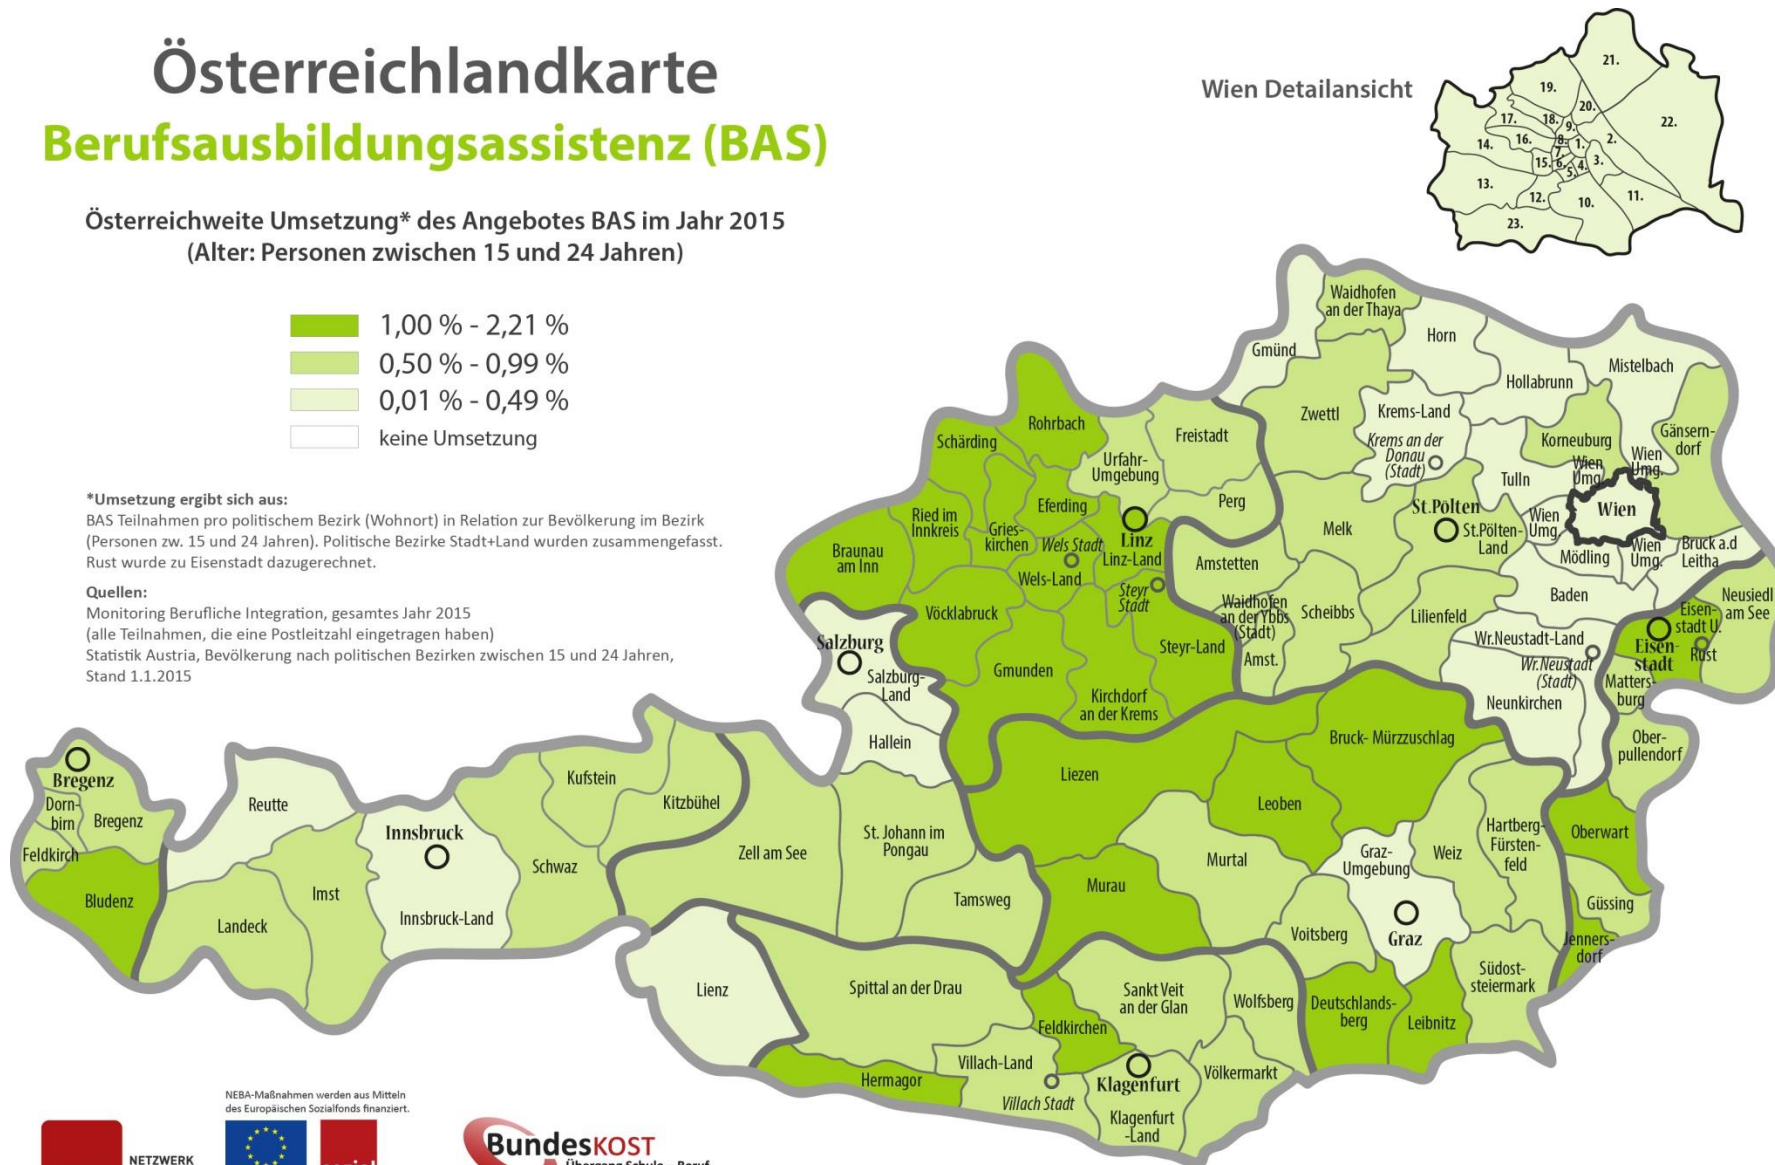 Österreichlandkarte
Berufsausbildungsassistenz (BAS)
Österreichweite Umsetzung* des Angebotes BAS im Jahr 2015
(Alter: Personen zwischen 15 und 24 Jahren)
1,00 % - 2,21 %
0,50 % - 0,99 %
0,01 % - 0,49 %
keine Umsetzung
*Umsetzung ergibt sich aus:
BAS Teilnahmen pro politischem Bezirk (Wohnort) in Relation zur Bevölkerung im Bezirk
(Personen zw. 15 und 24 Jahren). Politische Bezirke Stadt+Land wurden zusammengefasst.
Rust wurde zu Eisenstadt dazugerechnet.
Quellen:
Monitoring Berufliche Integration, gesamtes Jahr 2015
(alle Teilnahmen, die eine Postleitzahl eingetragen haben)
Statistik Austria, Bevölkerung nach politischen Bezirken zwischen 15 und 24 Jahren,
Stand 1.1.2015
Wien Detailansicht
21.
19.
20.
22.
17.
18.
9.
2.
14.
16.
8.
1.
7.
3.
15.
6.
4.
5.
13.
12.
10.
11.
23.
Waidhofen
an der Thaya
Gmünd
Horn
Mistelbach
Hollabrunn
Zwettl
Krems-Land
Krems an der
Donau
(Stadt)
Korneuburg
Gänsern-
dorf
Wien
Umg.
Wien
Umg.
Tulln
Wien
St.Pölten
St.Pölten-
Land
Wien
Umg.
Mödling
Wien
Umg.
Bruck a.d
Leitha
Melk
Amstetten
Waidhofen
an der Ybbs
(Stadt)
Amst.
Scheibbs
Lilienfeld
Baden
Wr.Neustadt-Land
Wr.Neustadt
(Stadt)
Neunkirchen
Neusiedl
am See
Eisen-
stadt U.
Eisen-
stadt
Rust
Matters-
burg
Ober-
pullendorf
Oberwart
Güssing
Jenners-
dorf
Rohrbach
Schärding
Freistadt
Urfahr-
Umgebung
Perg
Eferding
Ried im
Innkreis
Gries-
kirchen
Linz
Linz-Land
Wels Stadt
Wels-Land
Braunau
am Inn
Steyr
Stadt
Vöcklabruck
Steyr-Land
Gmunden
Kirchdorf
an der Krems
Salzburg
Salzburg-
Land
Hallein
St. Johann im
Pongau
Zell am See
Tamsweg
Liezen
Bruck- Mürzzuschlag
Leoben
Murtal
Murau
Graz-
Umgebung
Graz
Weiz
Hartberg-
Fürsten-
feld
Voitsberg
Südost-
steiermark
Deutschlands-
berg
Leibnitz
Bregenz
Dorn-
birn
Bregenz
Feldkirch
Bludenz
Reutte
Landeck
Imst
Innsbruck
Innsbruck-Land
Schwaz
Kufstein
Kitzbühel
Lienz
Spittal an der Drau
Hermagor
Feldkirchen
Sankt Veit
an der Glan
Wolfsberg
Villach-Land
Villach Stadt
Klagenfurt
Klagenfurt
-Land
Völkermarkt
NEBA-Maßnahmen werden aus Mitteln
des Europäischen Sozialfonds finanziert.
NETZWERK
BundesKOST